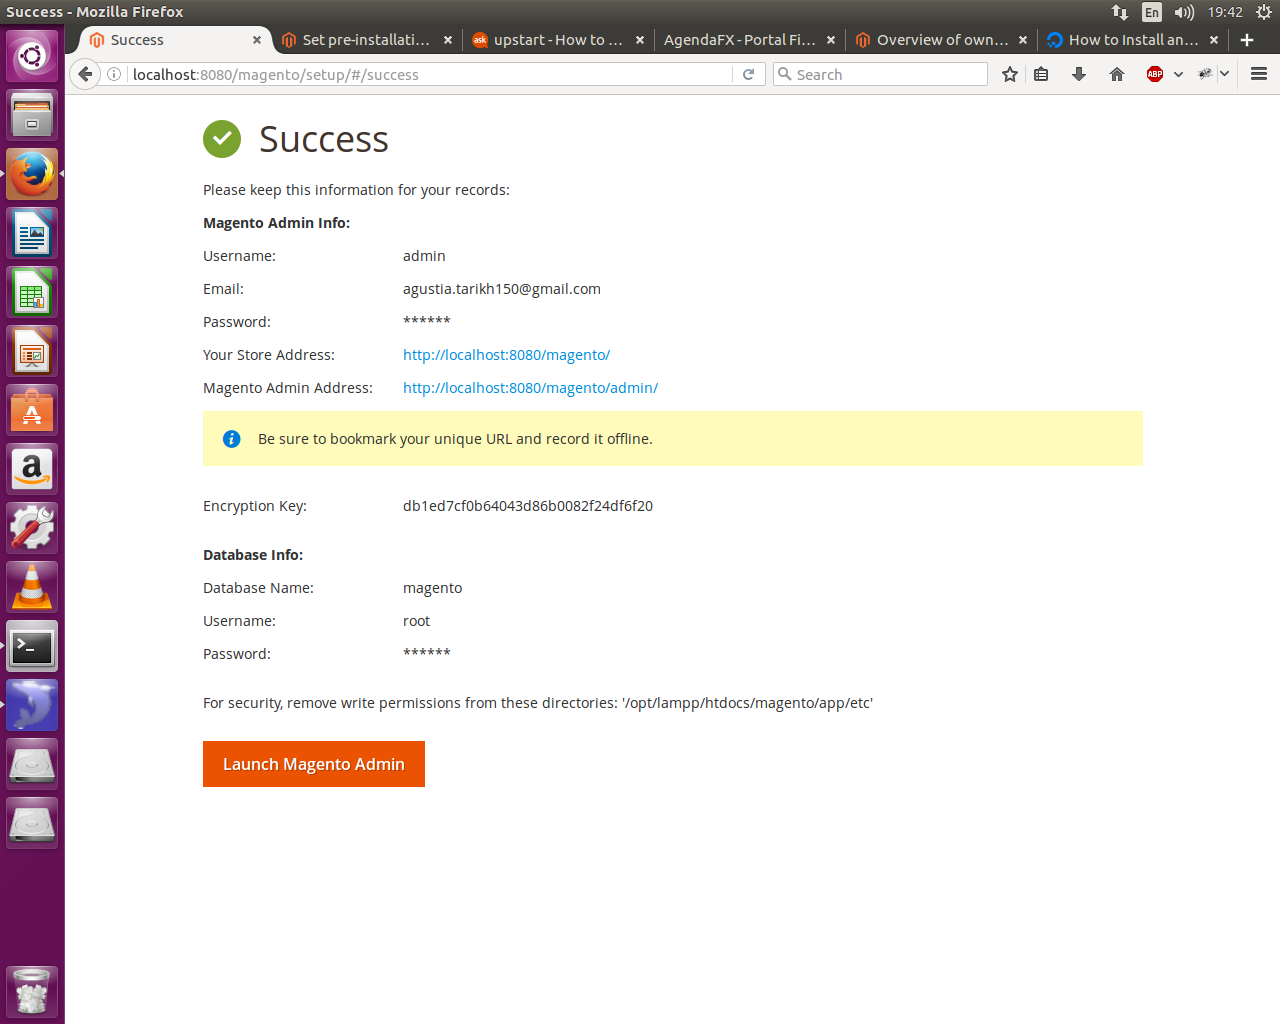 Success - Mozilla Firefox
En
19:42
Success
Set pre-installati...
ask
upstart - How to ...
AgendaFX - Portal Fi...
Overview of own...
How to Install an...
localhost:8080/magento/setup/#/success
Search
ABP
Success
Please keep this information for your records:
Magento Admin Info:
Username: admin
Email: agustia.tarikh150@gmail.com
Password: ******
Your Store Address: http://localhost:8080/magento/
Magento Admin Address: http://localhost:8080/magento/admin/
Be sure to bookmark your unique URL and record it offline.
Encryption Key: db1ed7cf0b64043d86b0082f24df6f20
Database Info:
Database Name: magento
Username: root
Password: ******
For security, remove write permissions from these directories: '/opt/lampp/htdocs/magento/app/etc'
Launch Magento Admin